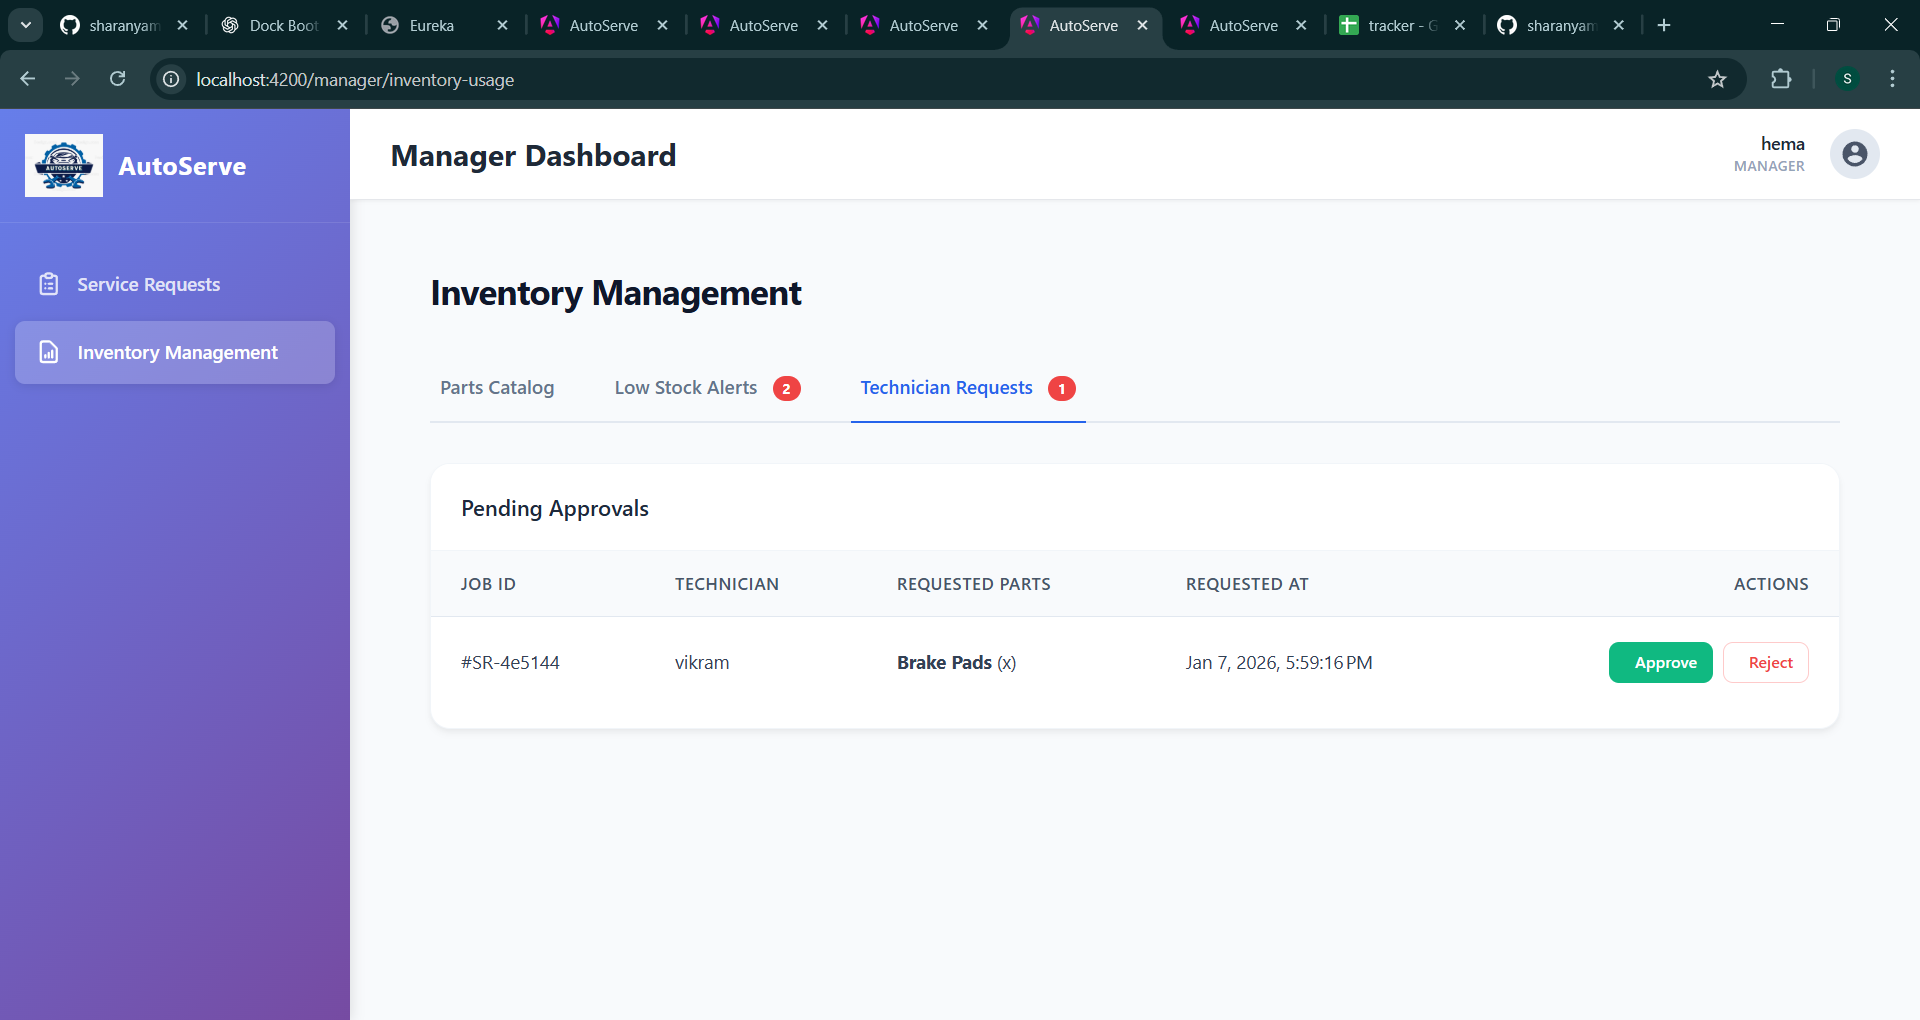 sharanyam
Dock Boot
Eureka
AutoServe
AutoServe
AutoServe
AutoServe
AutoServe
tracker - G
sharanyam
localhost:4200/manager/inventory-usage
S
AUTOSERVE
AutoServe
Manager Dashboard
hema
MANAGER
Service Requests
Inventory Management
Inventory Management
Parts Catalog
Low Stock Alerts 2
Technician Requests 1
Pending Approvals
JOB ID TECHNICIAN REQUESTED PARTS REQUESTED AT ACTIONS
#SR-4e5144 vikram Brake Pads (x) Jan 7, 2026, 5:59:16 PM Approve Reject